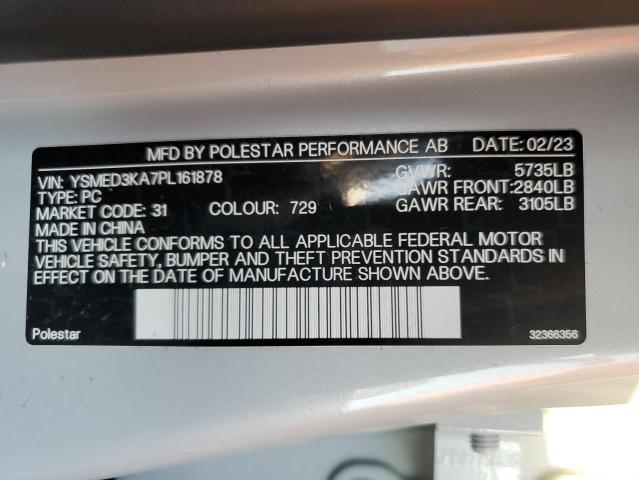 MFD BY POLESTAR PERFORMANCE AB DATE: 02/23
VIN: YSMED3KA7PL161878 GVWR: 5735LB
TYPE: PC GAWR FRONT:2840LB
MARKET CODE: 31 COLOUR: 729 GAWR REAR: 3105LB
MADE IN CHINA
THIS VEHICLE CONFORMS TO ALL APPLICABLE FEDERAL MOTOR
VEHICLE SAFETY, BUMPER AND THEFT PREVENTION STANDARDS IN
EFFECT ON THE DATE OF MANUFACTURE SHOWN ABOVE.
Polestar 32366356